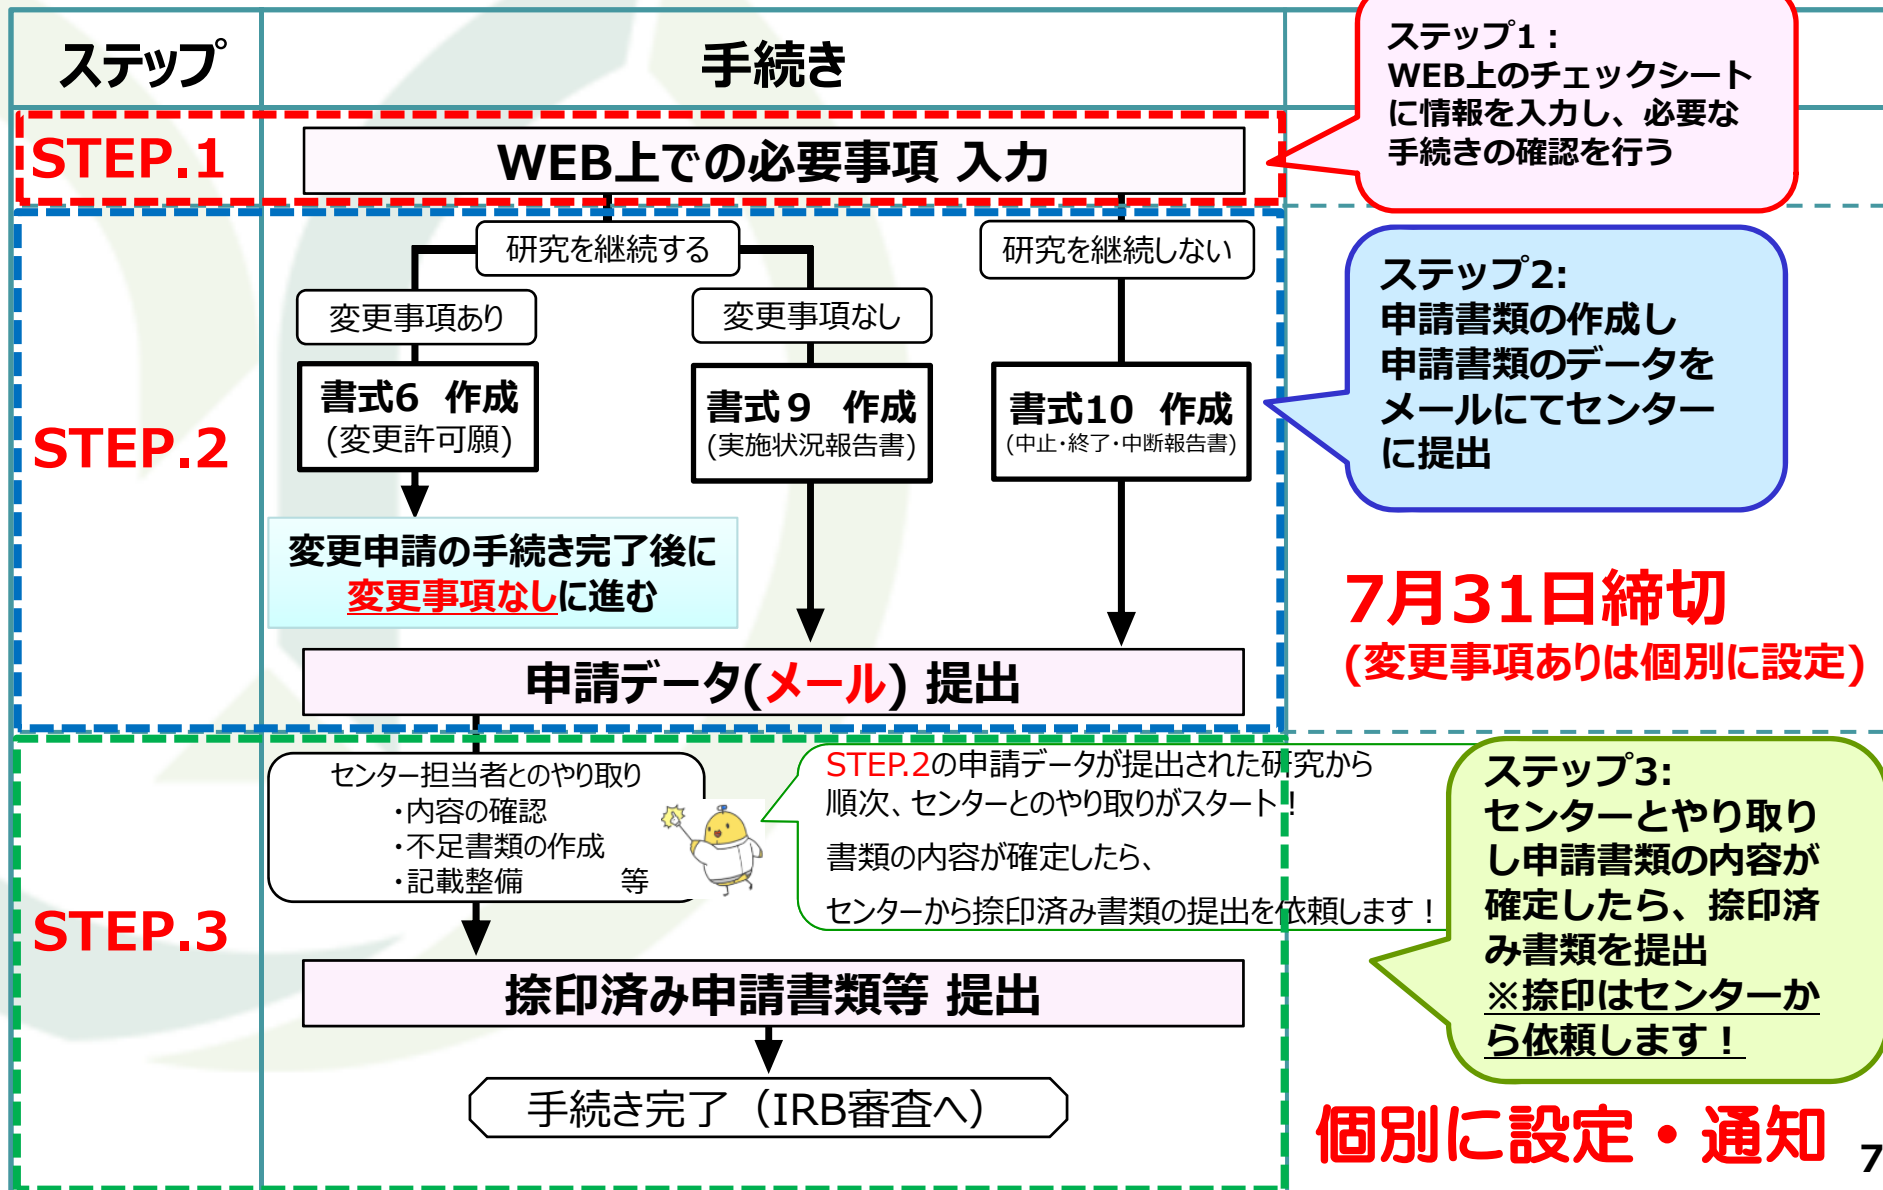 ステップ
手続き
ステップ1：
WEB上のチェックシート
に情報を入力し、必要な
手続きの確認を行う
STEP.1
WEB上での必要事項 入力
研究を継続する
研究を継続しない
変更事項あり
変更事項なし
STEP.2
書式6 作成
(変更許可願)
書式９ 作成
(実施状況報告書)
書式10 作成
(中止・終了・中断報告書)
ステップ2:
申請書類の作成し
申請書類のデータを
メールにてセンター
に提出
変更申請の手続き完了後に
変更事項なしに進む
7月31日締切
(変更事項ありは個別に設定)
申請データ(メール) 提出
STEP.3
センター担当者とのやり取り
・内容の確認
・不足書類の作成
・記載整備 等
STEP.2の申請データが提出された研究から
順次、センターとのやり取りがスタート！
書類の内容が確定したら、
センターから捺印済み書類の提出を依頼します！
ステップ3:
センターとやり取り
し申請書類の内容が
確定したら、捺印済
み書類を提出
※捺印はセンターか
ら依頼します！
捺印済み申請書類等 提出
手続き完了（IRB審査へ）
個別に設定・通知
7